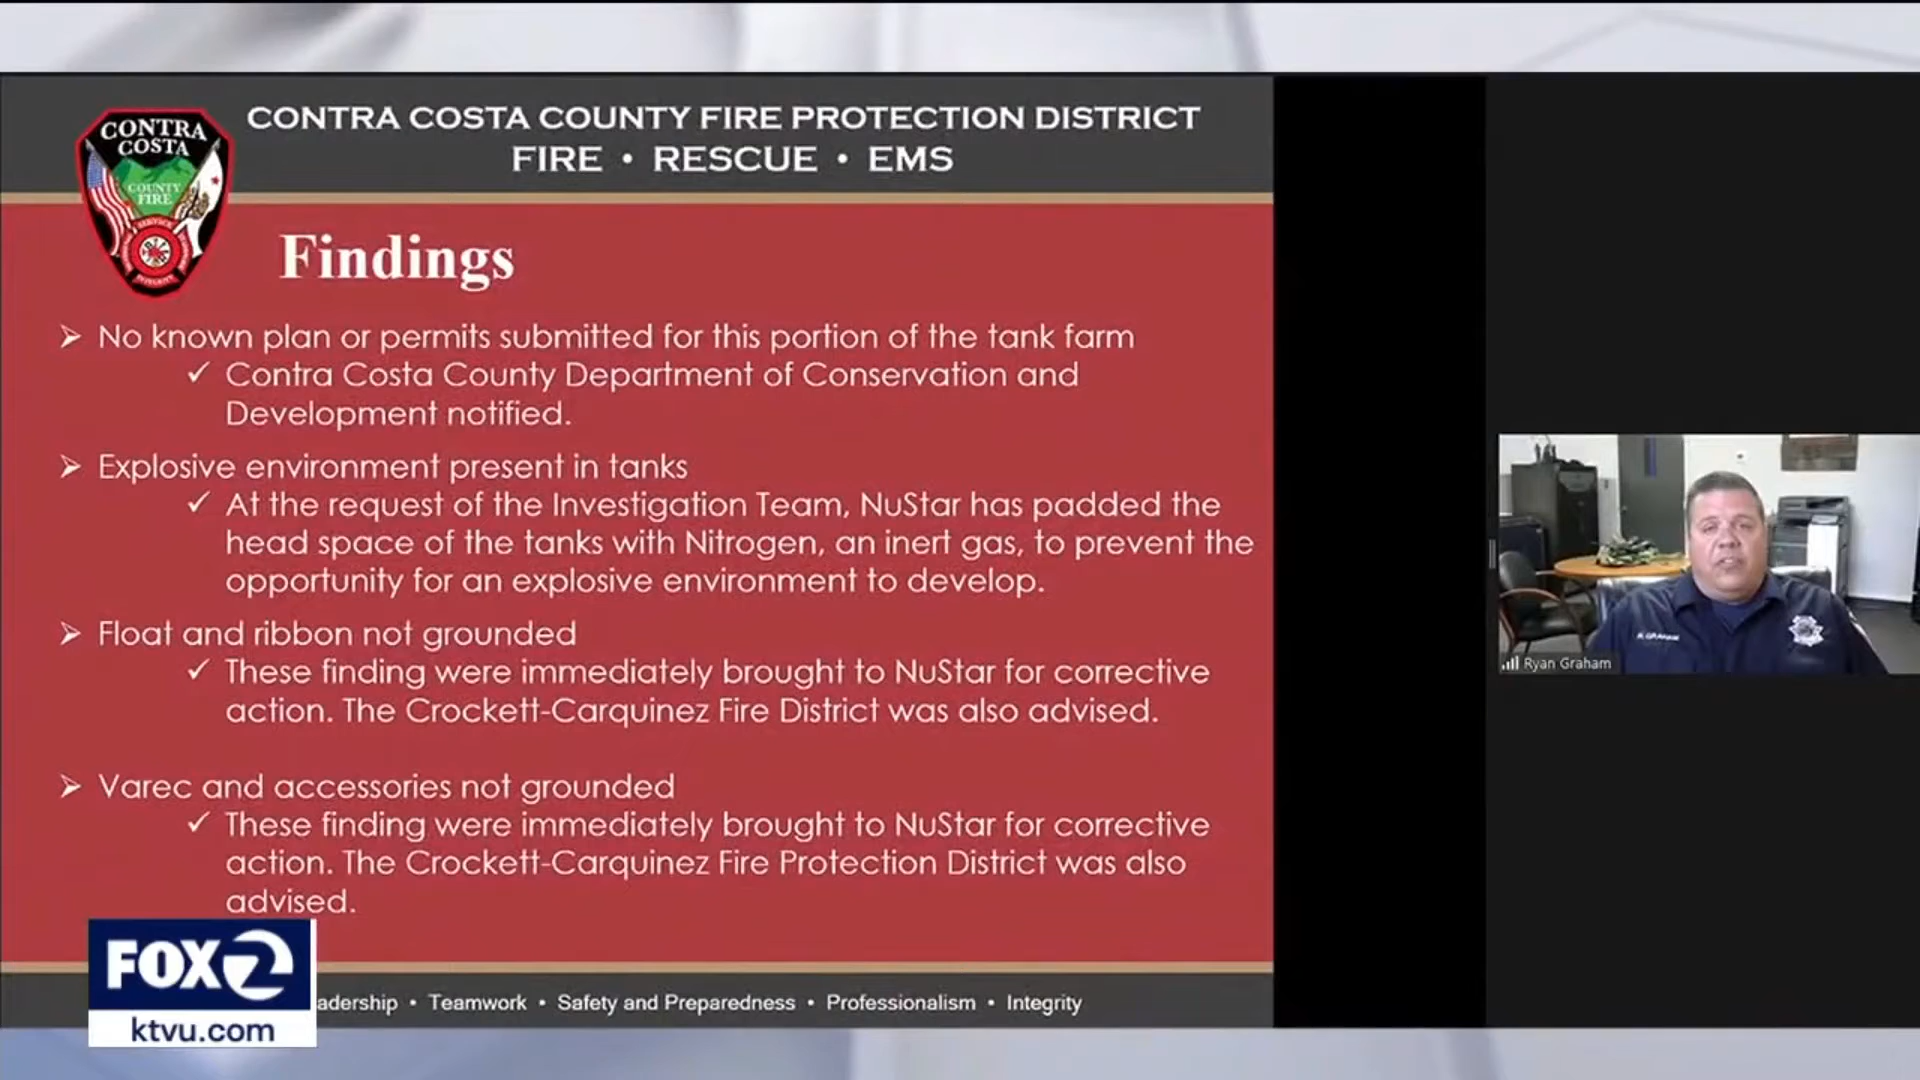 CONTRA COSTA COUNTY FIRE PROTECTION DISTRICT
FIRE • RESCUE • EMS
CONTRA
COSTA
COUNTY
FIRE
Findings
➢ No known plan or permits submitted for this portion of the tank farm
✓ Contra Costa County Department of Conservation and
Development notified.
➢ Explosive environment present in tanks
✓ At the request of the Investigation Team, NuStar has padded the
head space of the tanks with Nitrogen, an inert gas, to prevent the
opportunity for an explosive environment to develop.
➢ Float and ribbon not grounded
✓ These finding were immediately brought to NuStar for corrective
action. The Crockett-Carquinez Fire District was also advised.
➢ Varec and accessories not grounded
✓ These finding were immediately brought to NuStar for corrective
action. The Crockett-Carquinez Fire Protection District was also
advised.
adership • Teamwork • Safety and Preparedness • Professionalism • Integrity
FOX 2
ktvu.com
R GRAHAM
Ryan Graham